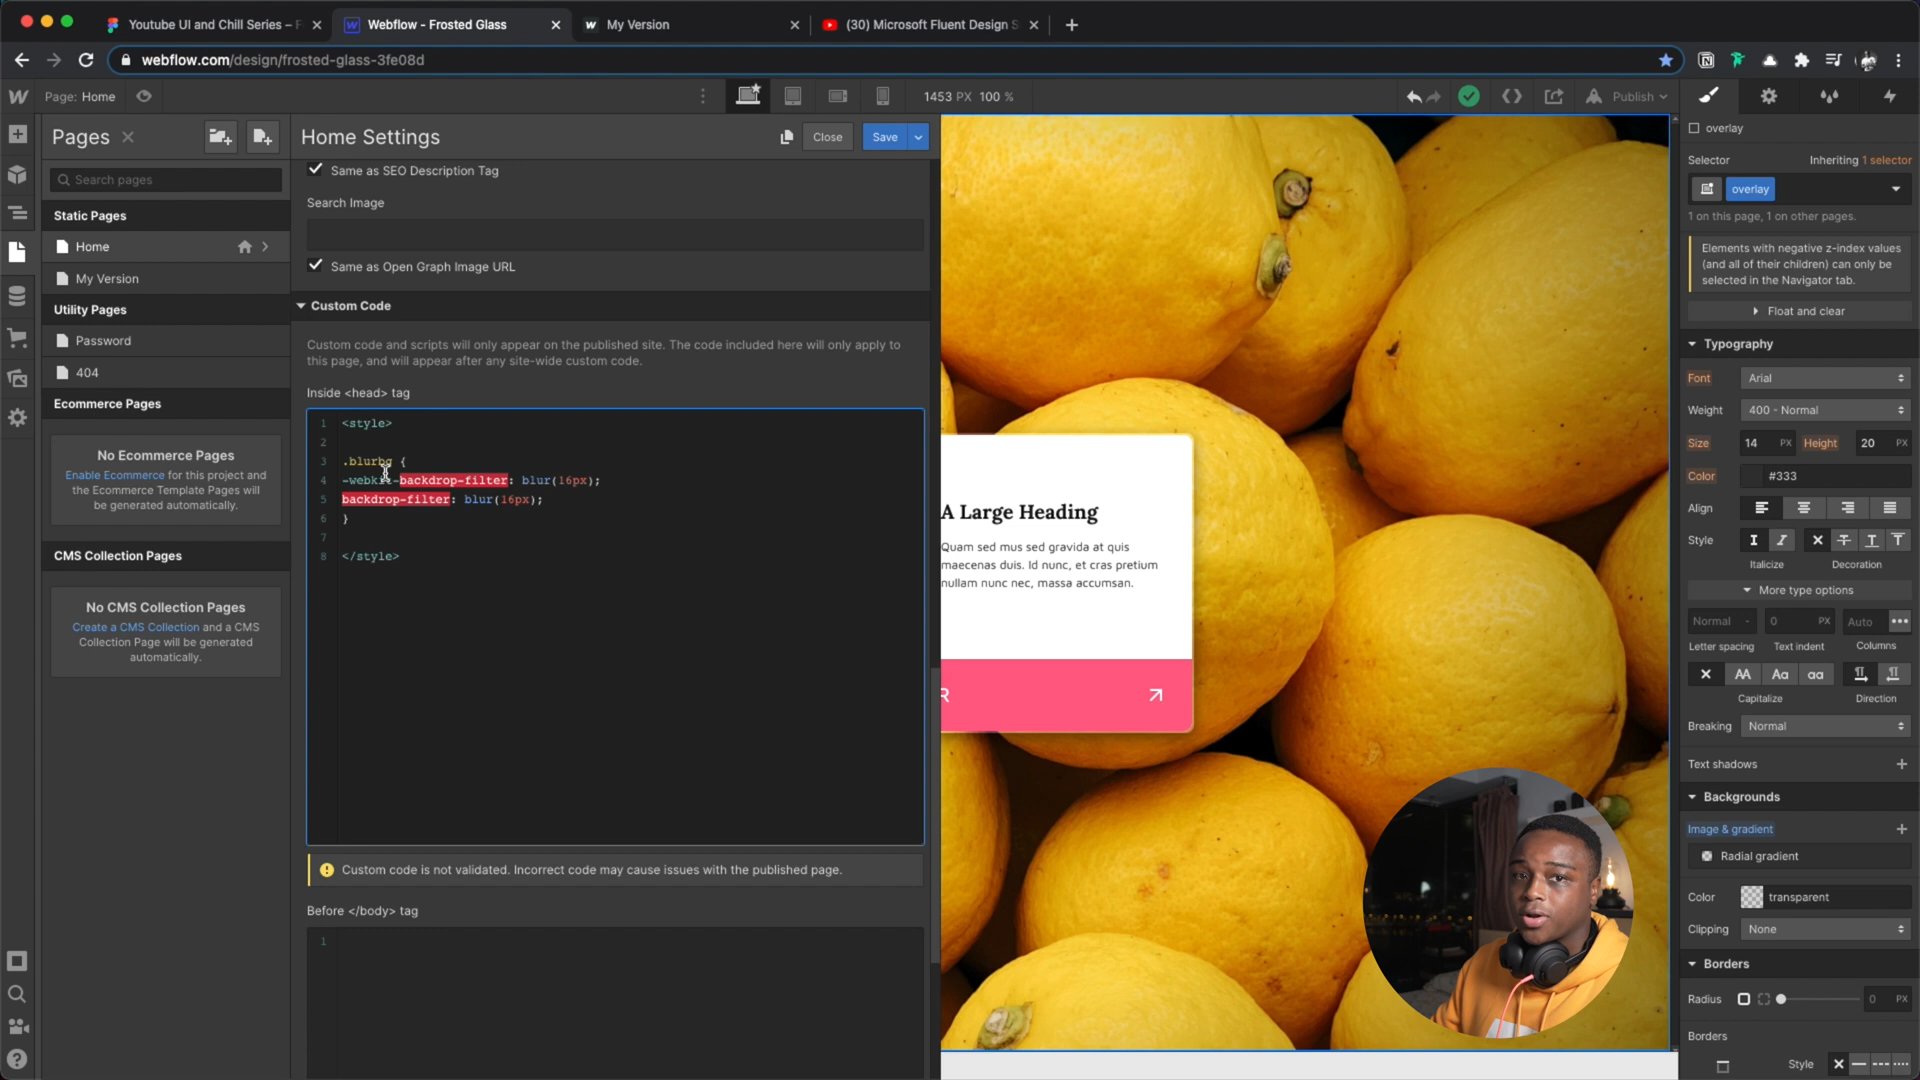 Youtube UI and Chill Series – F
Webflow - Frosted Glass
My Version
(30) Microsoft Fluent Design S
webflow.com/design/frosted-glass-3fe08d
Page: Home
1453 PX 100 %
Publish
Pages
Home Settings
Close
Save
Search pages
Static Pages
Home
My Version
Utility Pages
Password
404
Ecommerce Pages
No Ecommerce Pages
Enable Ecommerce for this project and
the Ecommerce Template Pages will
be generated automatically.
CMS Collection Pages
No CMS Collection Pages
Create a CMS Collection and a CMS
Collection Page will be generated
automatically.
Same as SEO Description Tag
Search Image
Same as Open Graph Image URL
Custom Code
Custom code and scripts will only appear on the published site. The code included here will only apply to
this page, and will appear after any site-wide custom code.
Inside <head> tag
1 <style>
2
3 .blurbg {
4 -webkit-backdrop-filter: blur(16px);
5 backdrop-filter: blur(16px);
6 }
7
8 </style>
Custom code is not validated. Incorrect code may cause issues with the published page.
Before </body> tag
1
A Large Heading
Quam sed mus sed gravida at quis
maecenas duis. Id nunc, et cras pretium
nullam nunc nec, massa accumsan.
R
overlay
Selector
Inheriting 1 selector
overlay
1 on this page, 1 on other pages.
Elements with negative z-index values
(and all of their children) can only be
selected in the Navigator tab.
Float and clear
Typography
Font Arial
Weight 400 - Normal
Size 14 PX Height 20 PX
Color #333
Align
Style
Italicize Decoration
More type options
Normal 0 PX Auto
Letter spacing Text indent Columns
AA Aa aa
Capitalize Direction
Breaking Normal
Text shadows
Backgrounds
Image & gradient
Radial gradient
Color transparent
Clipping None
Borders
Radius 0 PX
Borders
Style